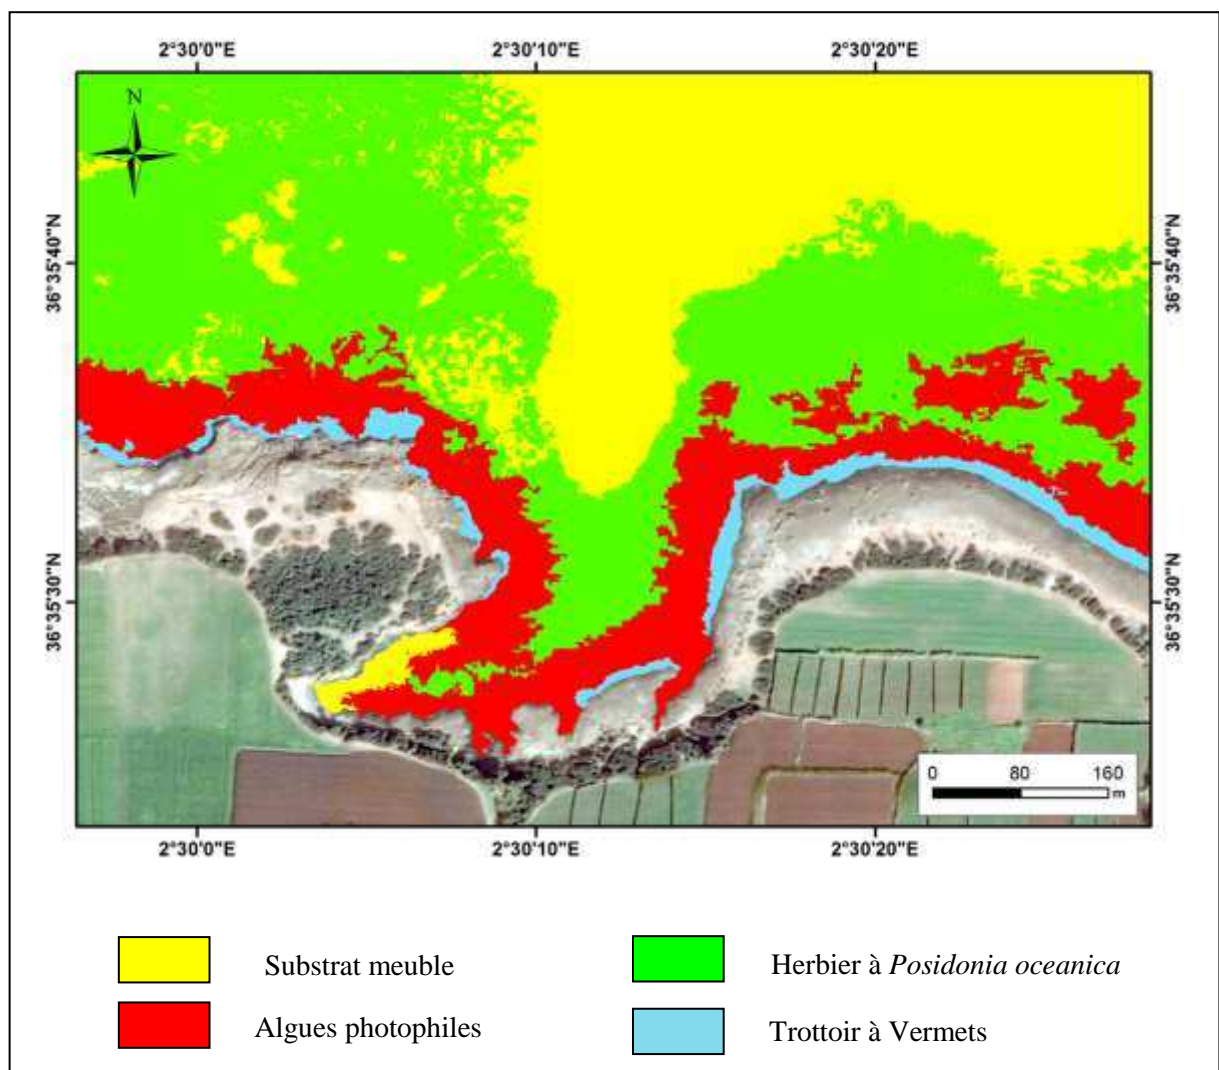 2°30'0"E 2°30'10"E 2°30'20"E
N
36°35'40"N 36°35'40"N
36°35'30"N 36°35'30"N
0 80 160
m
2°30'0"E 2°30'10"E 2°30'20"E
Substrat meuble
Herbier à Posidonia oceanica
Algues photophiles
Trottoir à Vermets